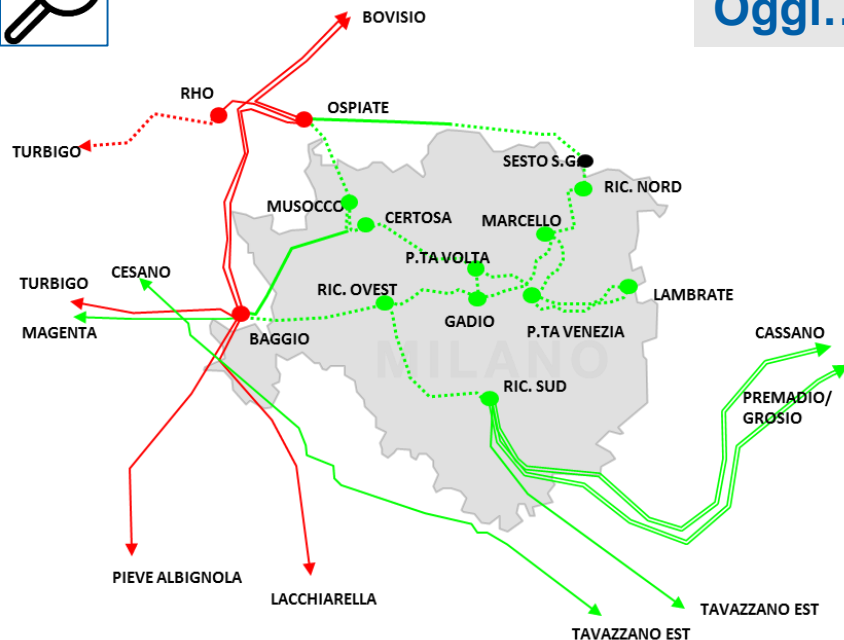 Oggi..
BOVISIO
RHO
OSPIATE
TURBIGO
SESTO S.G.
RIC. NORD
MUSOCCO
CERTOSA
MARCELLO
P.TA VOLTA
TURBIGO
CESANO
RIC. OVEST
LAMBRATE
MAGENTA
GADIO
P.TA VENEZIA
BAGGIO
CASSANO
MILANO
RIC. SUD
PREMADIO/
GROSIO
PIEVE ALBIGNOLA
LACCHIARELLA
TAVAZZANO EST
TAVAZZANO EST